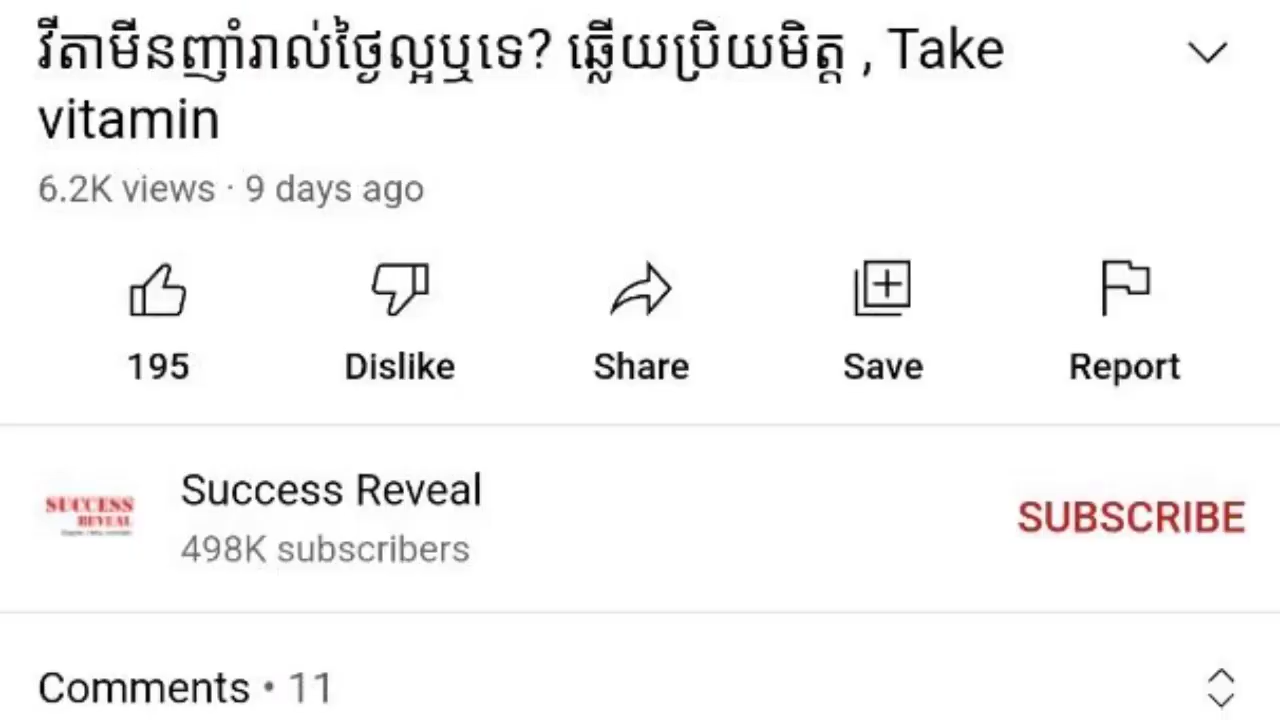 វីតាមីនញ៉ាំរាល់ថ្ងៃល្អឬទេ? ឆ្លើយប្រិយមិត្ត , Take
vitamin
6.2K views · 9 days ago
195 Dislike Share Save Report
SUCCESS
REVEAL
Success Reveal
498K subscribers
SUBSCRIBE
Comments • 11